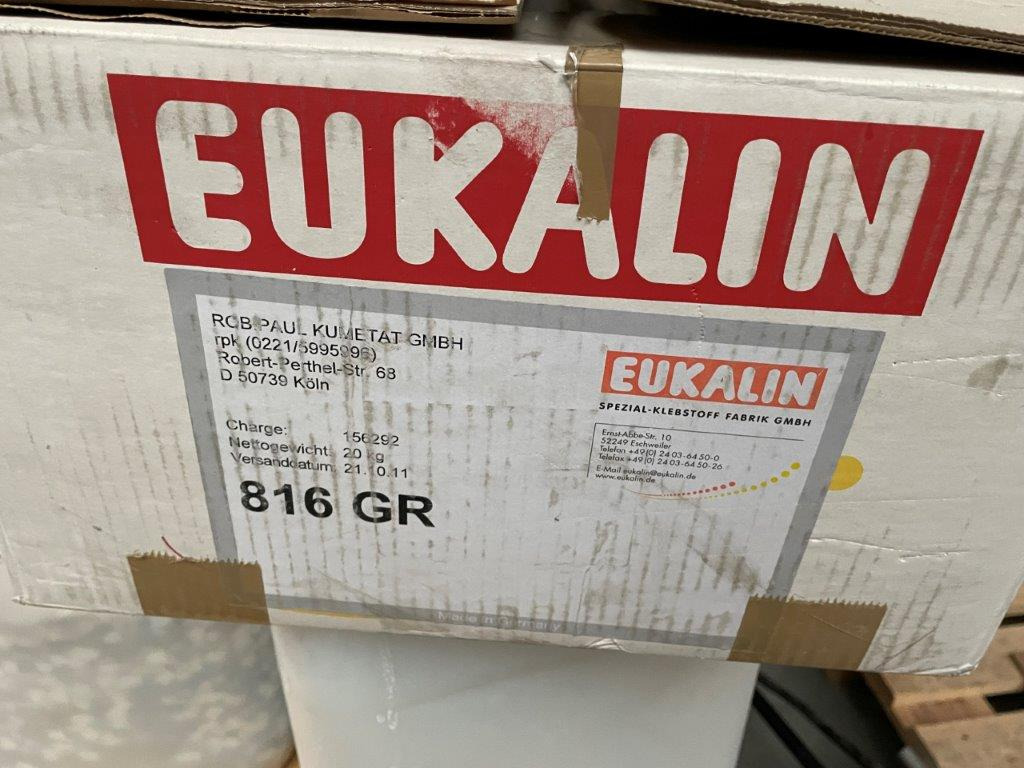 EUKALIN
ROB.PAUL KUMETAT GMBH
rpk (0221/5995996)
Robert-Perthel-Str. 68
D 50739 Köln
Charge: 156292
Nettogewicht: 20 kg
Versanddatum: 21.10.11
816 GR
EUKALIN
SPEZIAL-KLEBSTOFF FABRIK GMBH
Ernst-Abbe-Str. 10
52249 Eschweiler
Telefon +49 (0) 24 03-64 50-0
Telefax +49 (0) 24 03-64 50-26
E-Mail eukalin@eukalin.de
www.eukalin.de
Made in Germany